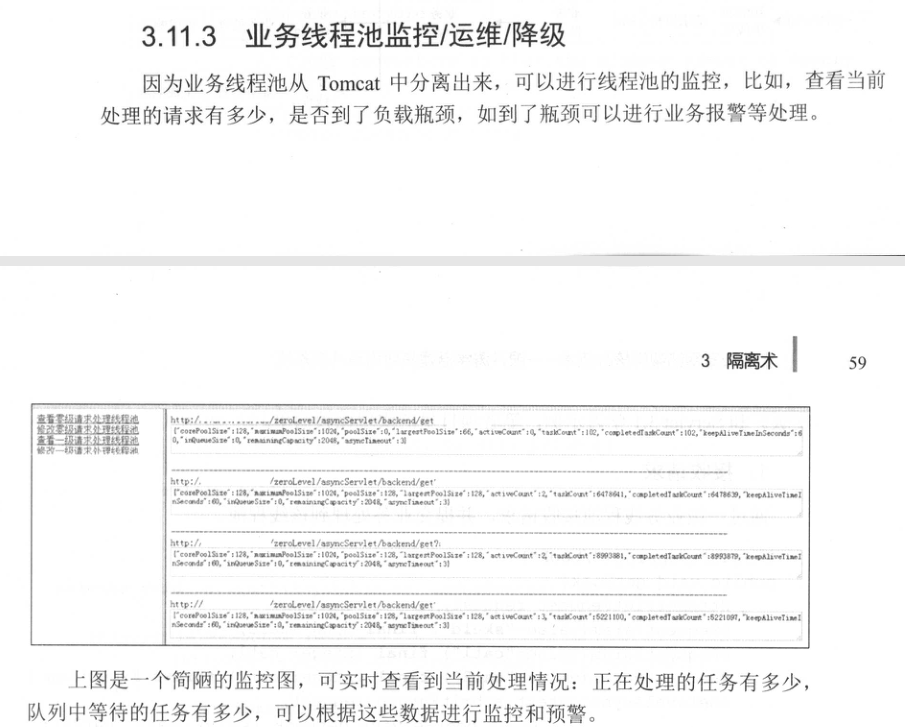 3.11.3 业务线程池监控/运维/降级
因为业务线程池从 Tomcat 中分离出来，可以进行线程池的监控，比如，查看当前
处理的请求有多少，是否到了负载瓶颈，如到了瓶颈可以进行业务报警等处理。
3 隔离术 59
查看零级请求处理线程池
修改零级请求处理线程池
查看一级请求处理线程池
修改一级请求处理线程池
http:/ /zeroLevel/asyncServlet/backend/get
{"corePoolSize":128,"maximumPoolSize":1024,"poolSize":0,"largestPoolSize":66,"activeCount":0,"taskCount":102,"completedTaskCount":102,"keepAliveTimeInSeconds":6
0,"inQueueSize":0,"remainingCapacity":2048,"asyncTimeout":3}
http:/ /zeroLevel/asyncServlet/backend/get
{"corePoolSize":128,"maximumPoolSize":1024,"poolSize":128,"largestPoolSize":128,"activeCount":2,"taskCount":6478641,"completedTaskCount":6478639,"keepAliveTimeI
nSeconds":60,"inQueueSize":0,"remainingCapacity":2048,"asyncTimeout":3}
http:/ /zeroLevel/asyncServlet/backend/get?
{"corePoolSize":128,"maximumPoolSize":1024,"poolSize":128,"largestPoolSize":128,"activeCount":2,"taskCount":8993881,"completedTaskCount":8993879,"keepAliveTimeI
nSeconds":60,"inQueueSize":0,"remainingCapacity":2048,"asyncTimeout":3}
http:// /zeroLevel/asyncServlet/backend/get
{"corePoolSize":128,"maximumPoolSize":1024,"poolSize":128,"largestPoolSize":128,"activeCount":3,"taskCount":5221100,"completedTaskCount":5221097,"keepAliveTimeI
nSeconds":60,"inQueueSize":0,"remainingCapacity":2048,"asyncTimeout":3}
上图是一个简陋的监控图，可实时查看到当前处理情况：正在处理的任务有多少，
队列中等待的任务有多少，可以根据这些数据进行监控和预警。